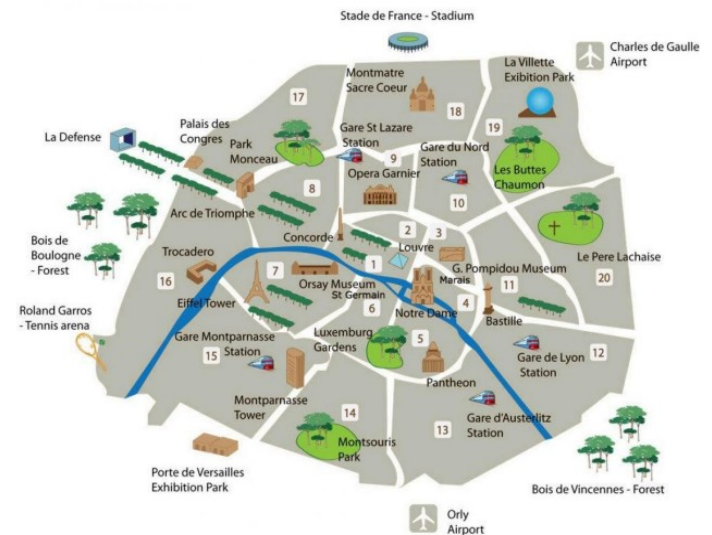 Stade de France - Stadium
Charles de Gaulle
Airport
La Villette
Exibition Park
Montmatre
Sacre Coeur
17
18
19
Palais des
Congres
La Defense
Park
Monceau
Gare St Lazare
Station
9
Gare du Nord
Station
Opera Garnier
Les Buttes
Chaumon
8
10
Arc de Triomphe
Concorde
2
3
Louvre
Le Pere Lachaise
Bois de
Boulogne
- Forest
Trocadero
16
7
1
Orsay Museum
St Germain
G. Pompidou Museum
Marais
11
20
Eiffel Tower
6
Notre Dame
4
Bastille
Roland Garros
- Tennis arena
Gare Montparnasse
Station
15
Luxemburg
Gardens
5
Pantheon
Gare de Lyon
Station
12
Montparnasse
Tower
14
Montsouris
Park
13
Gare d'Austerlitz
Station
Porte de Versailles
Exhibition Park
Bois de Vincennes - Forest
Orly
Airport